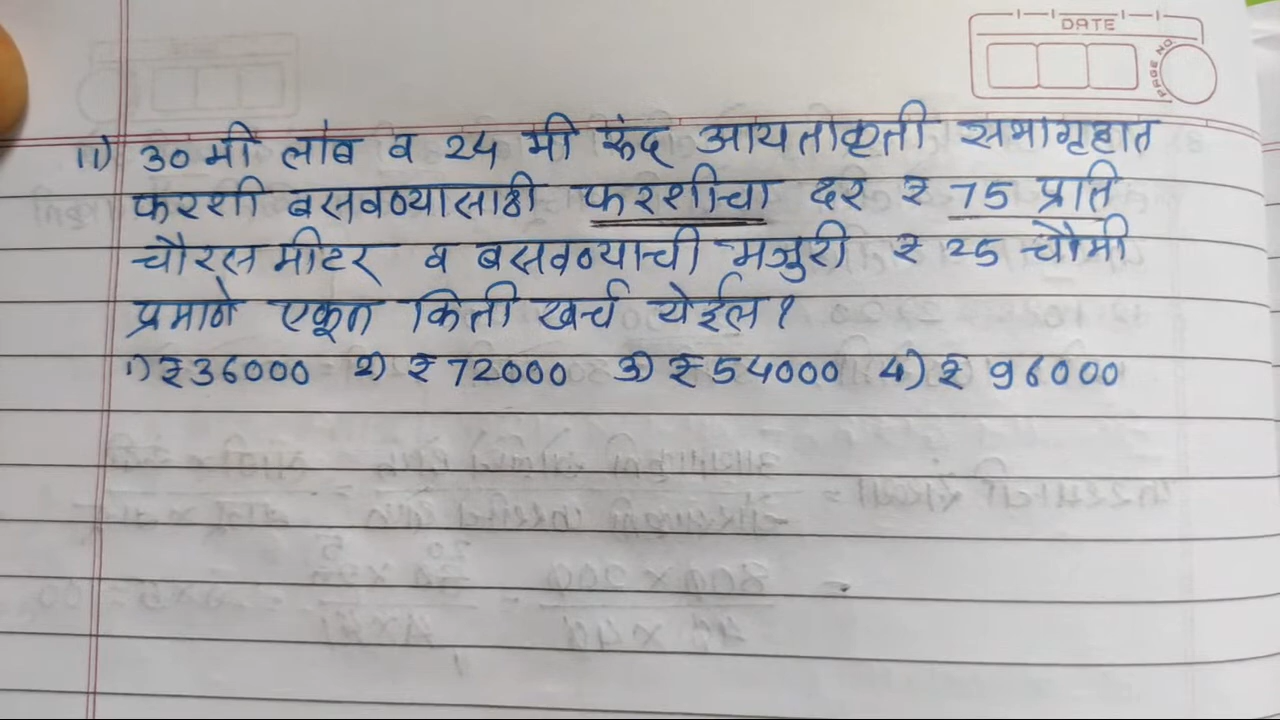 DATE
PAGE NO.
11) 30 मी लांब व 24 मी रुंद आयताकृती सभागृहात
फरशी बसवण्यासाठी फरशीचा दर ₹ 75 प्रति
चौरस मीटर व बसवण्याची मजुरी ₹ 25 चौमी
प्रमाणे एकूण किती खर्च येईल?
1) ₹ 36000 2) ₹ 72000 3) ₹ 54000 4) ₹ 96000